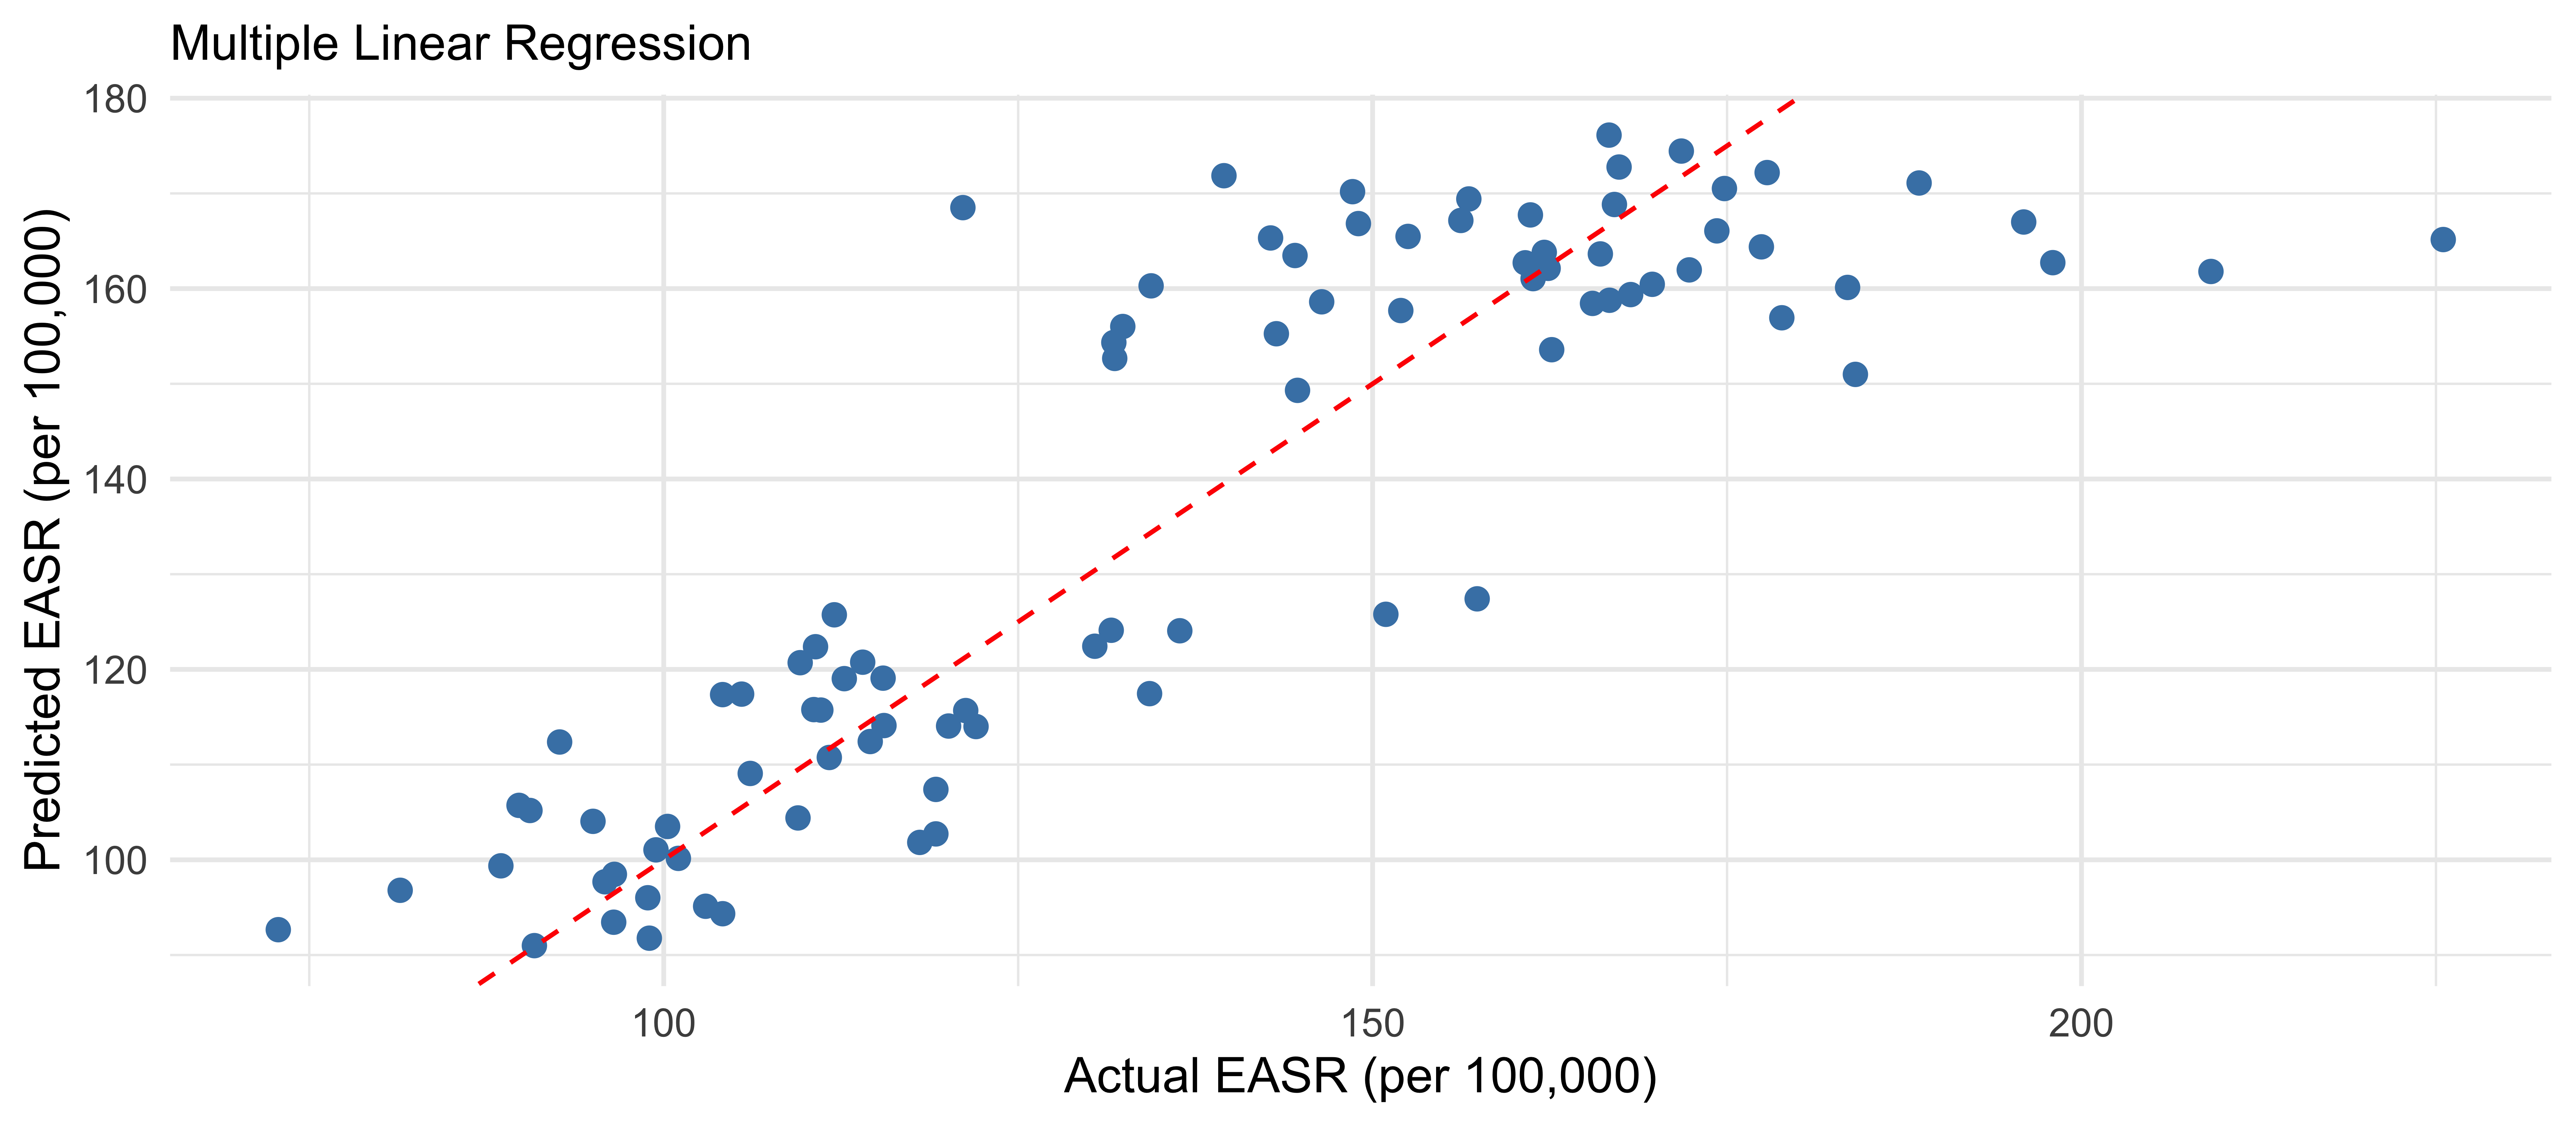 Multiple Linear Regression
Predicted EASR (per 100,000)
180
160
140
120
100
100
150
200
Actual EASR (per 100,000)